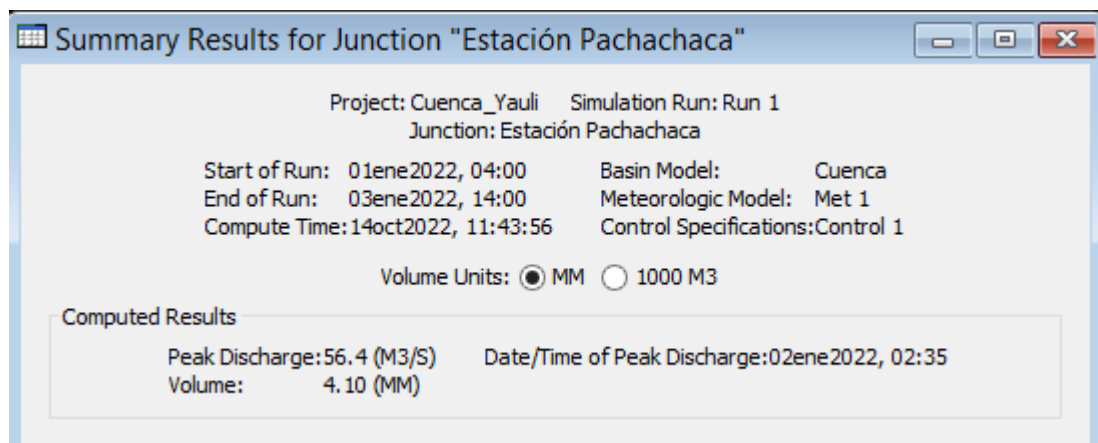 Summary Results for Junction "Estación Pachachaca"
Project: Cuenca_Yauli Simulation Run: Run 1
Junction: Estación Pachachaca
Start of Run: 01ene2022, 04:00 Basin Model: Cuenca
End of Run: 03ene2022, 14:00 Meteorologic Model: Met 1
Compute Time:14oct2022, 11:43:56 Control Specifications:Control 1
Volume Units: MM 1000 M3
Computed Results
Peak Discharge:56.4 (M3/S) Date/Time of Peak Discharge:02ene2022, 02:35
Volume: 4.10 (MM)